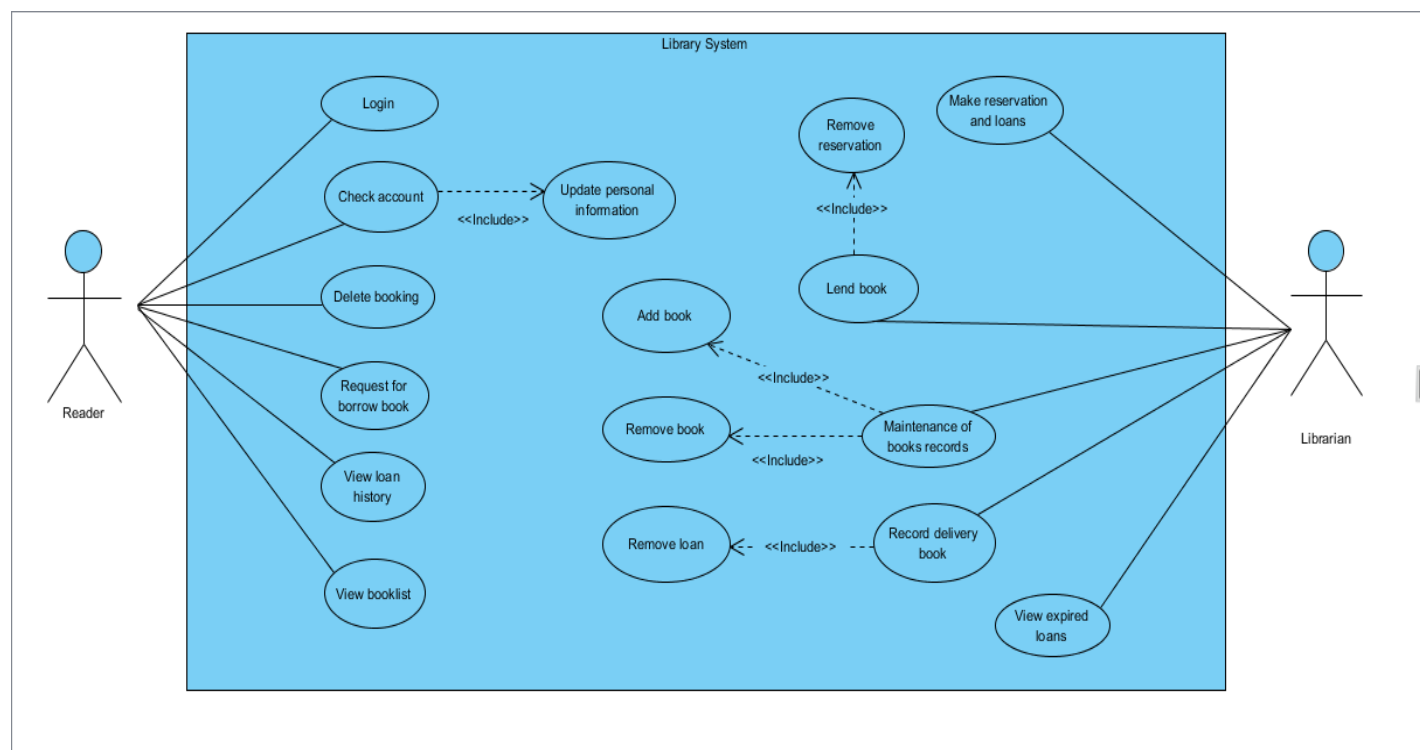 Library System
Login
Check account
<<Include>>
Update personal
information
Delete booking
Request for
borrow book
View loan
history
View booklist
Reader
Remove
reservation
<<Include>>
Lend book
Make reservation
and loans
Add book
<<Include>>
Remove book
<<Include>>
Maintenance of
books records
Remove loan
<<Include>>
Record delivery
book
View expired
loans
Librarian